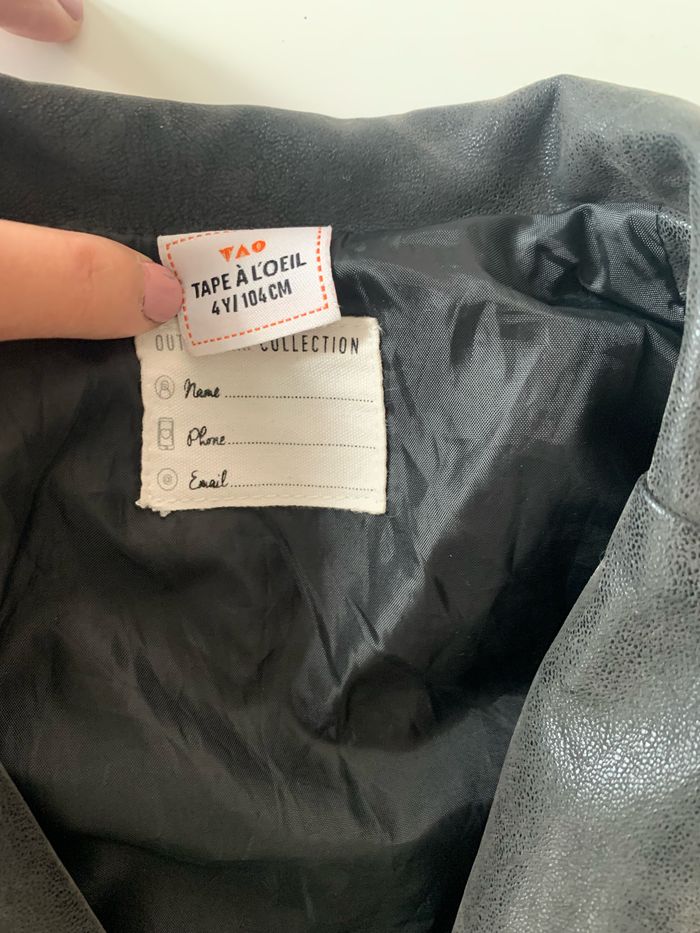 TAO
TAPE À L'OEIL
4Y/104CM
COLLECTION
Name
Phone
Email